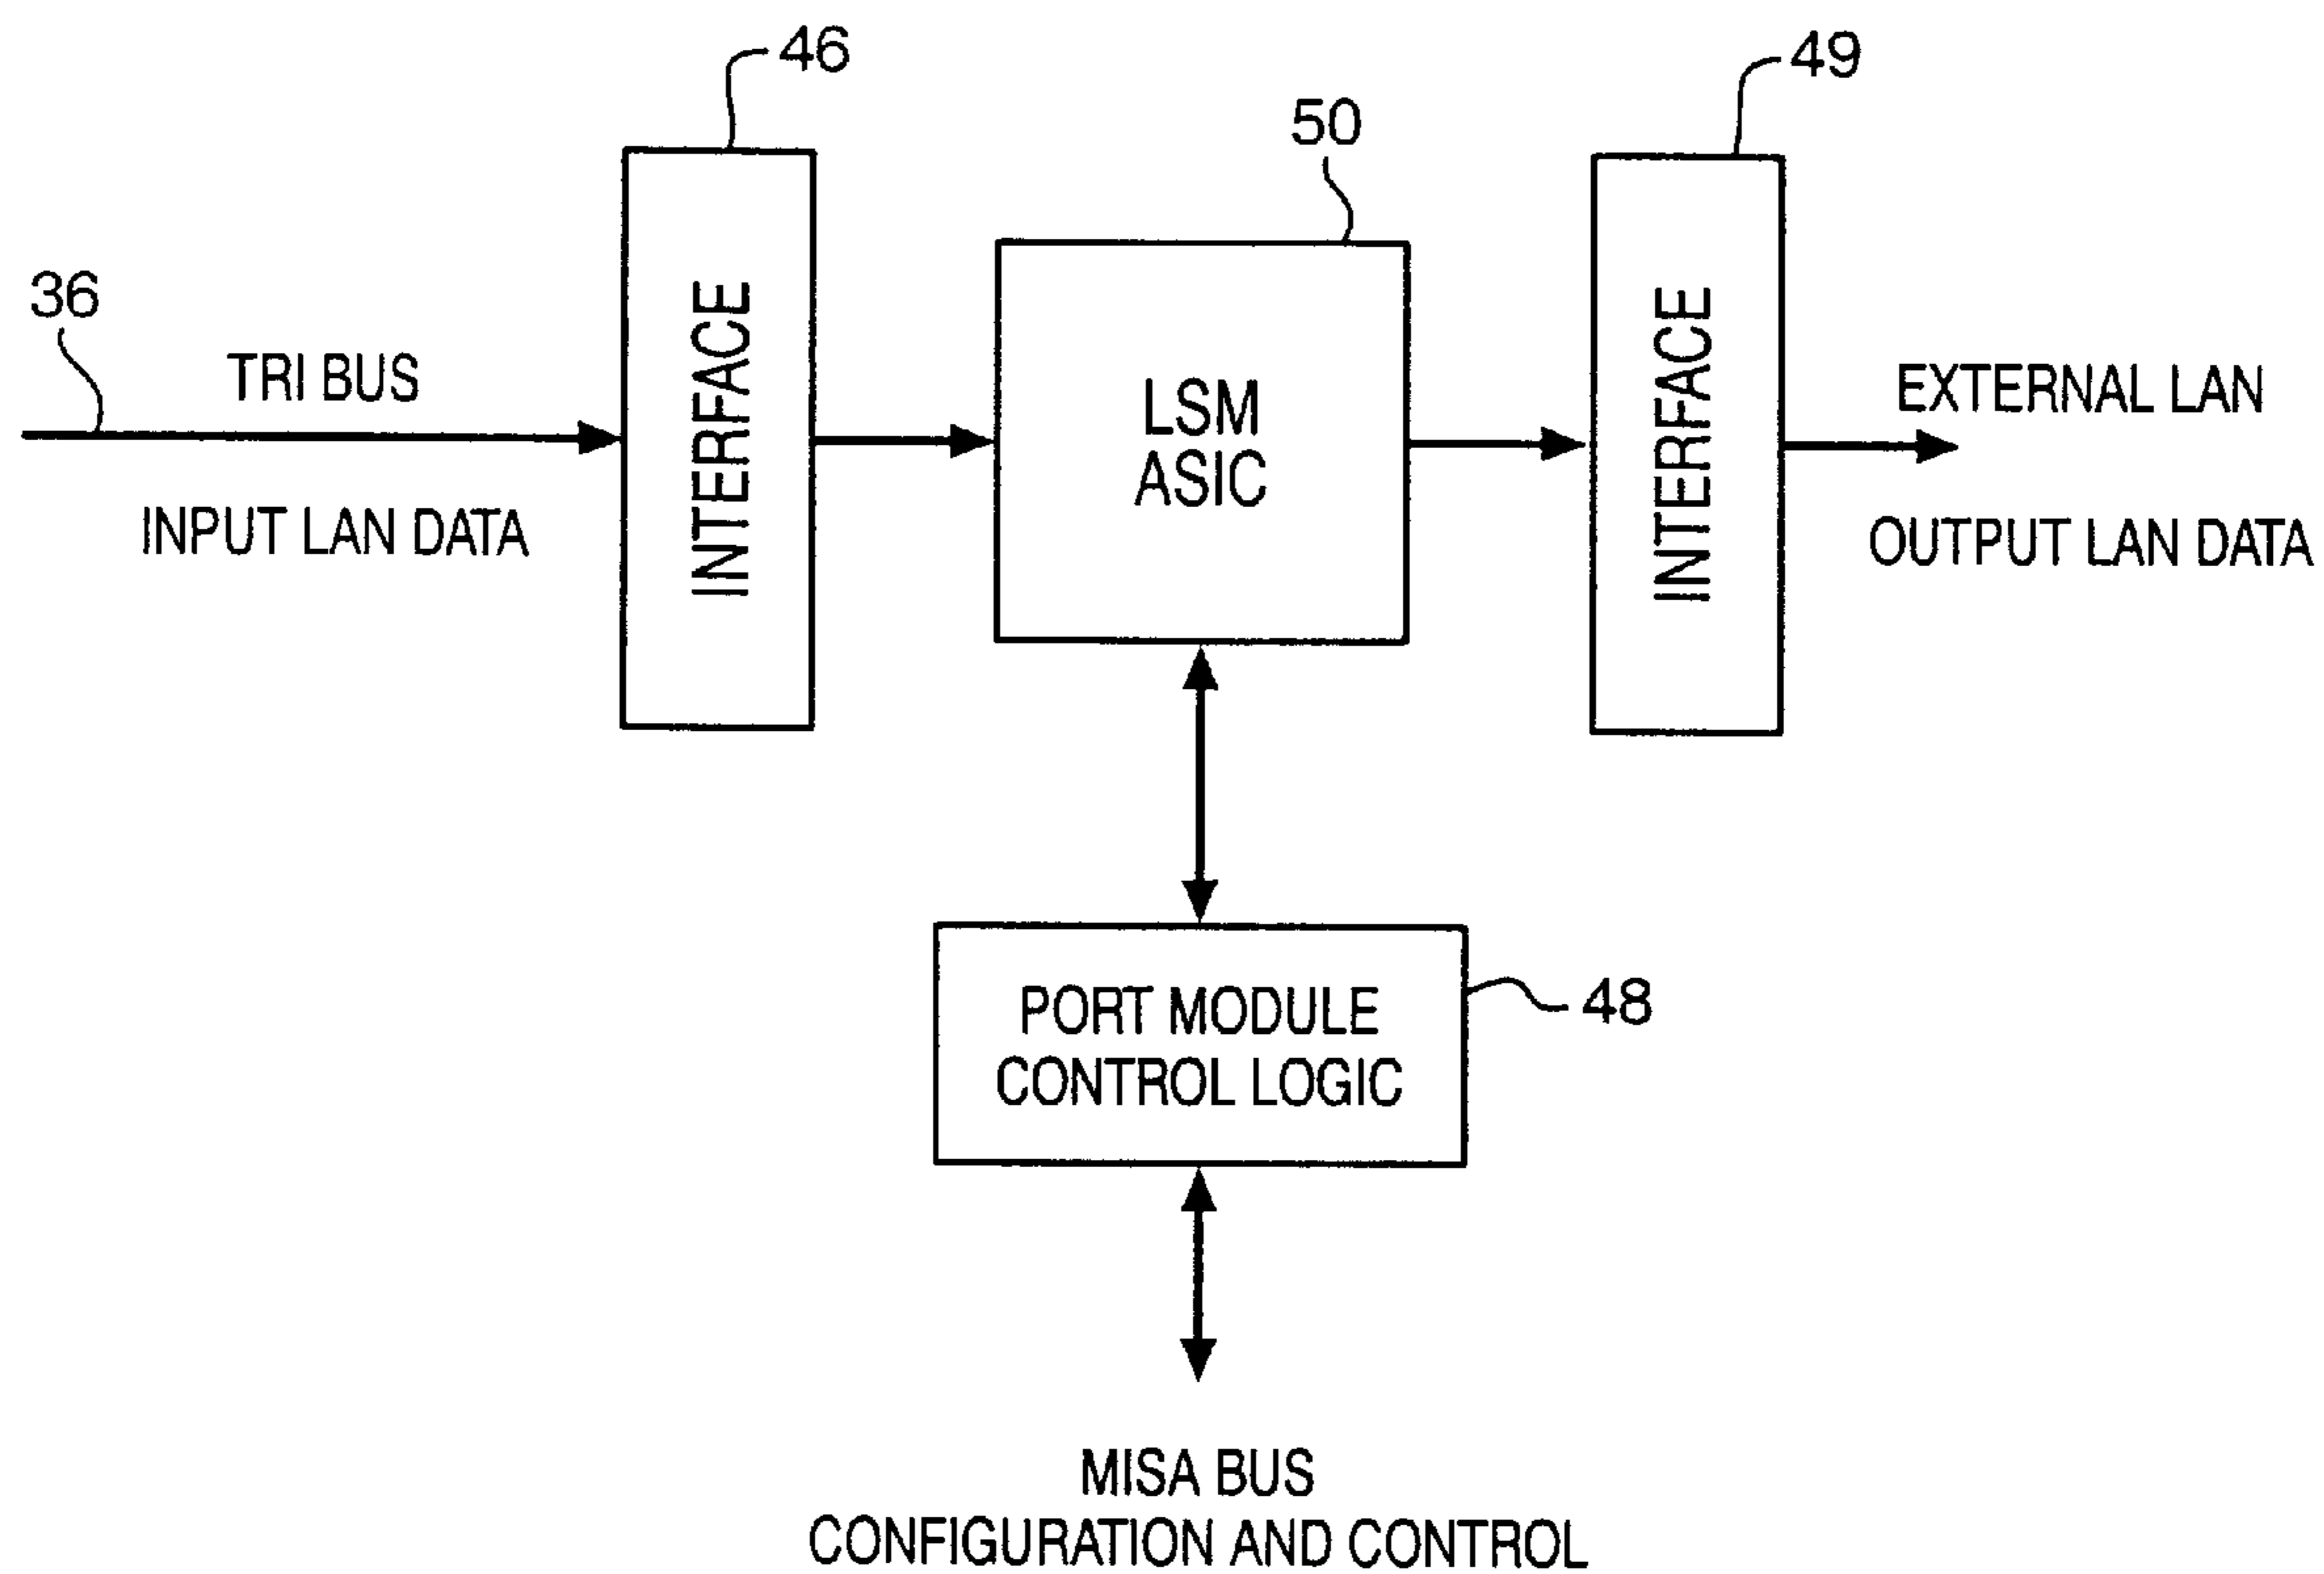 46
49
50
36
TRI BUS
INPUT LAN DATA
INTERFACE
LSM
ASIC
INTERFACE
EXTERNAL LAN
OUTPUT LAN DATA
PORT MODULE
CONTROL LOGIC
48
MISA BUS
CONFIGURATION AND CONTROL